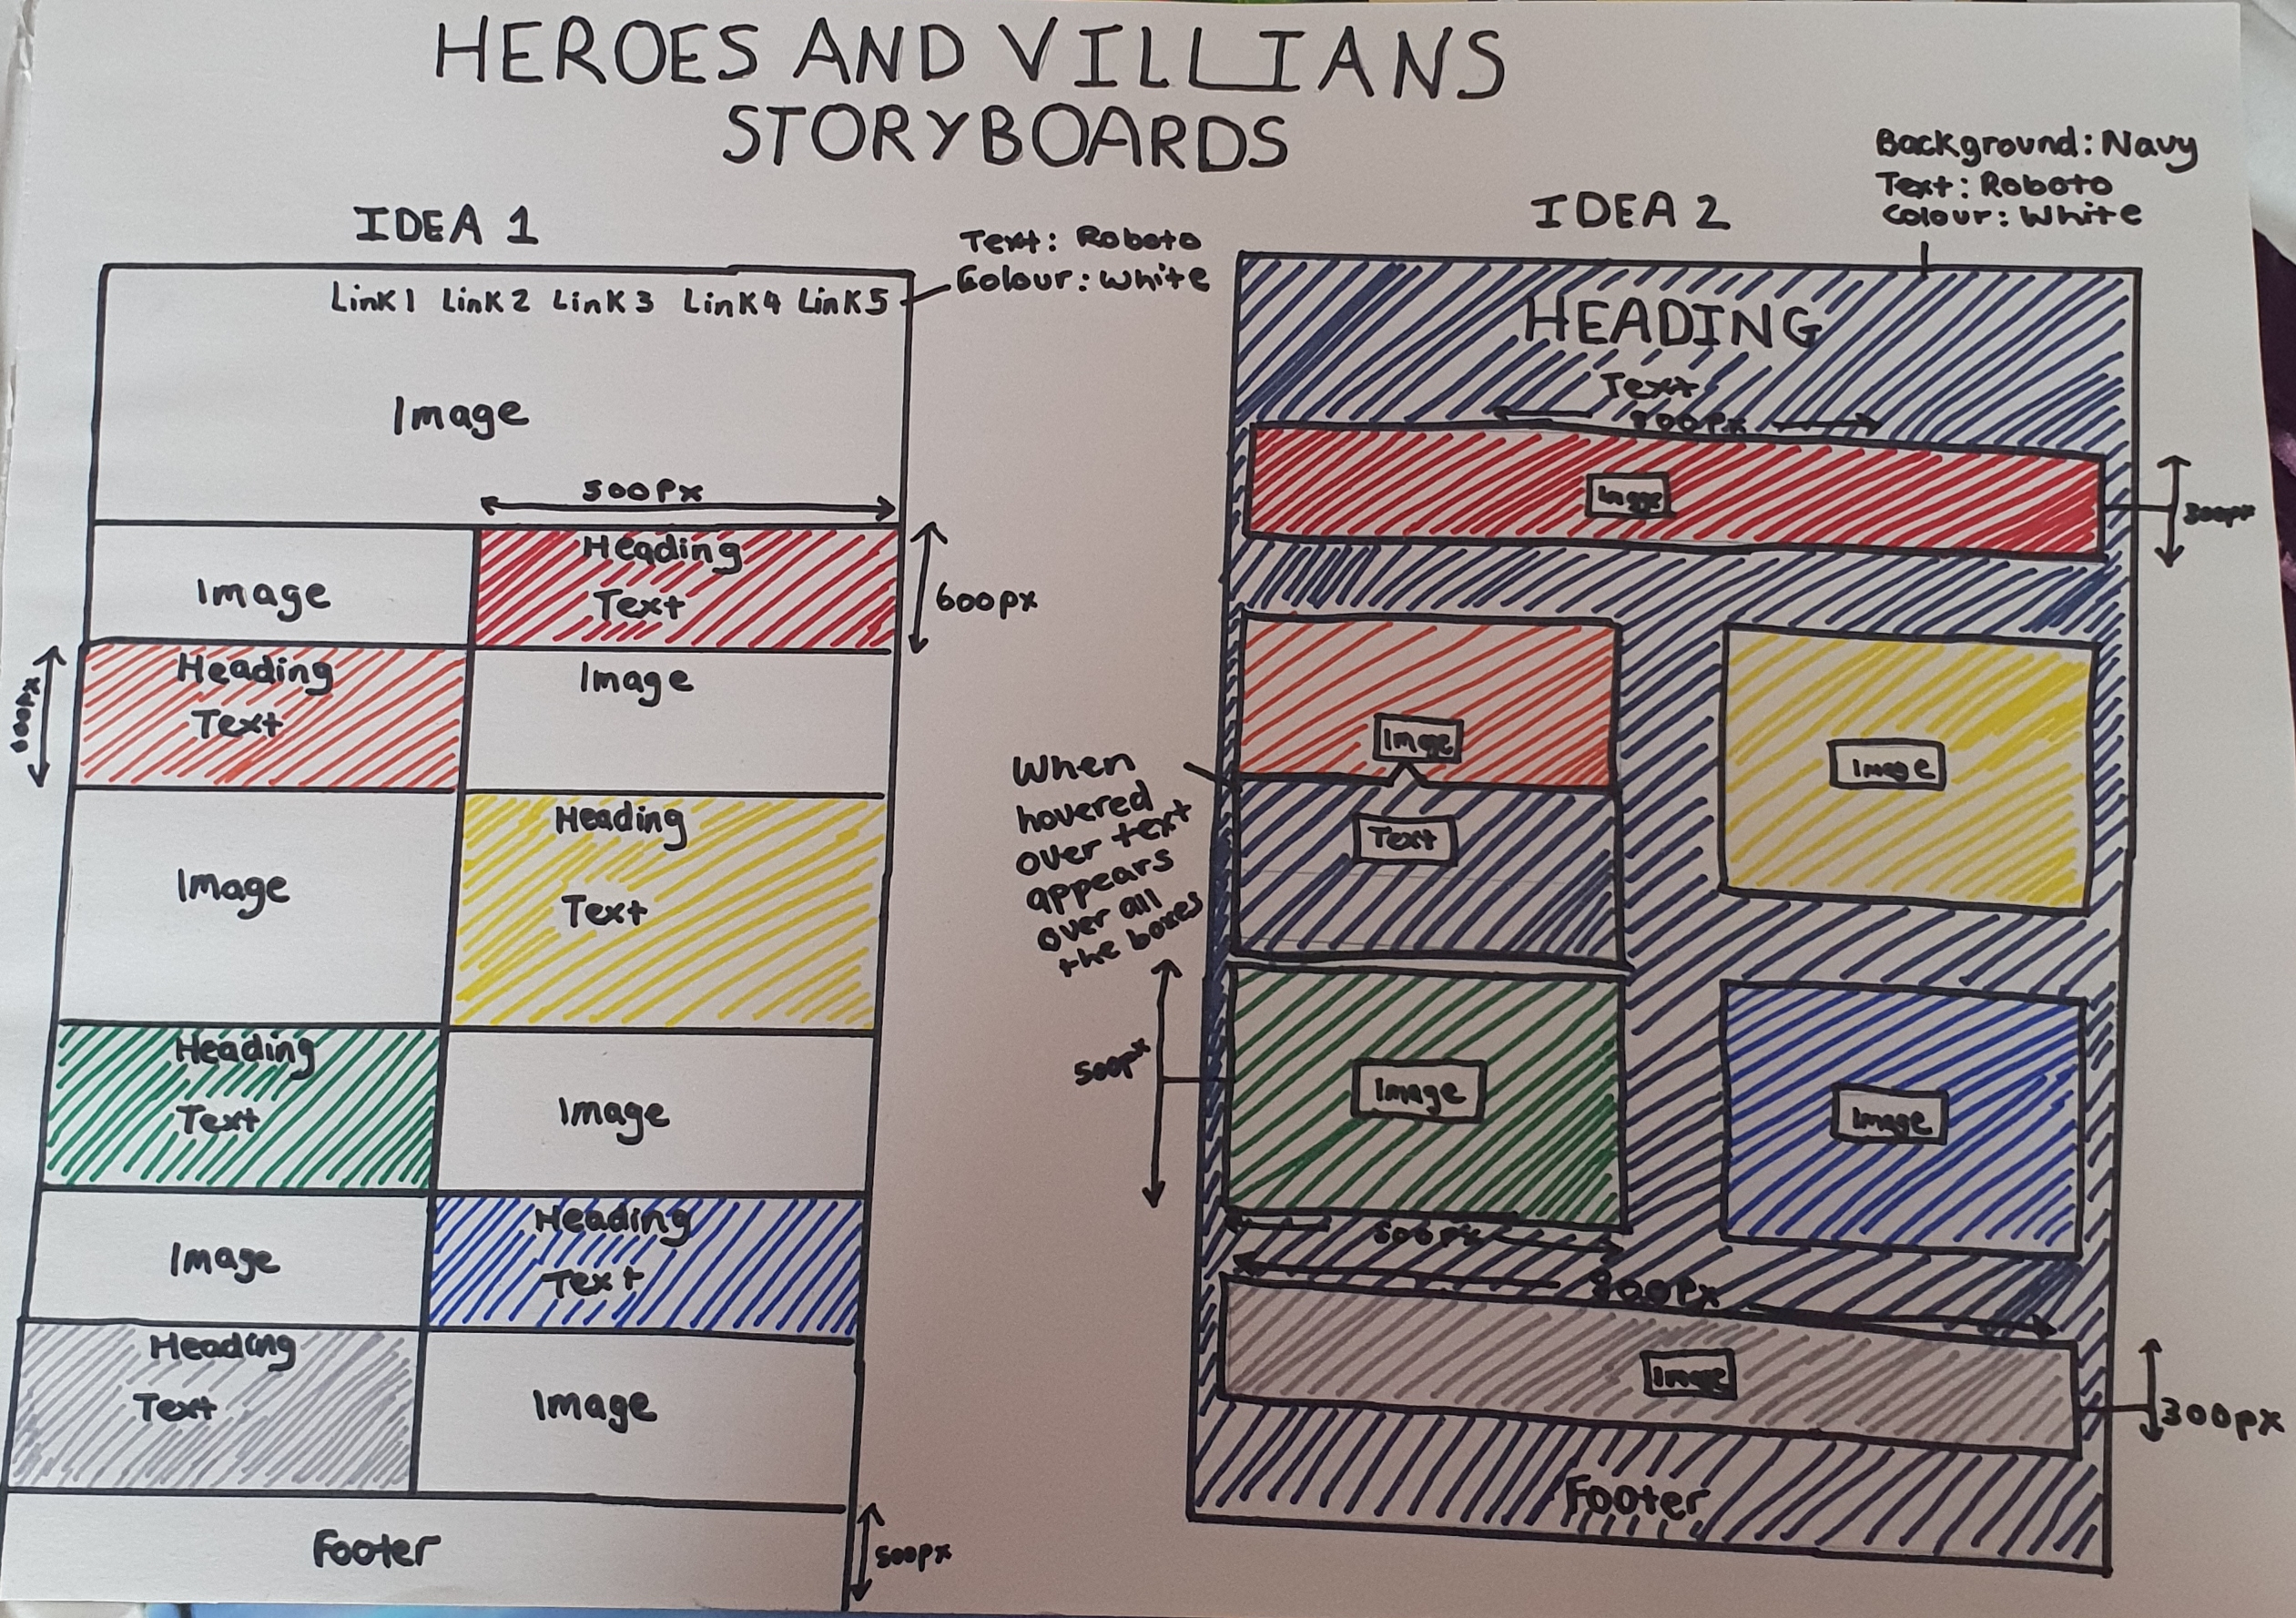 HEROES AND VILLIANS
STORYBOARDS
IDEA 1
Text: Roboto
Colour: White
Link1 Link2 Link3 Link4 Link5
Image
500px
Image
Heading
Text
600px
Heading
Text
600px
Image
Image
Heading
Text
Heading
Text
Image
Image
Heading
Text
Heading
Text
Image
Footer
500px
IDEA 2
Background: Navy
Text: Roboto
Colour: White
HEADING
Text
900px
Image
300px
Image
Image
When
hovered
over text
appears
over all
the boxes
Text
500px
Image
Image
500px
900px
Image
300px
Footer